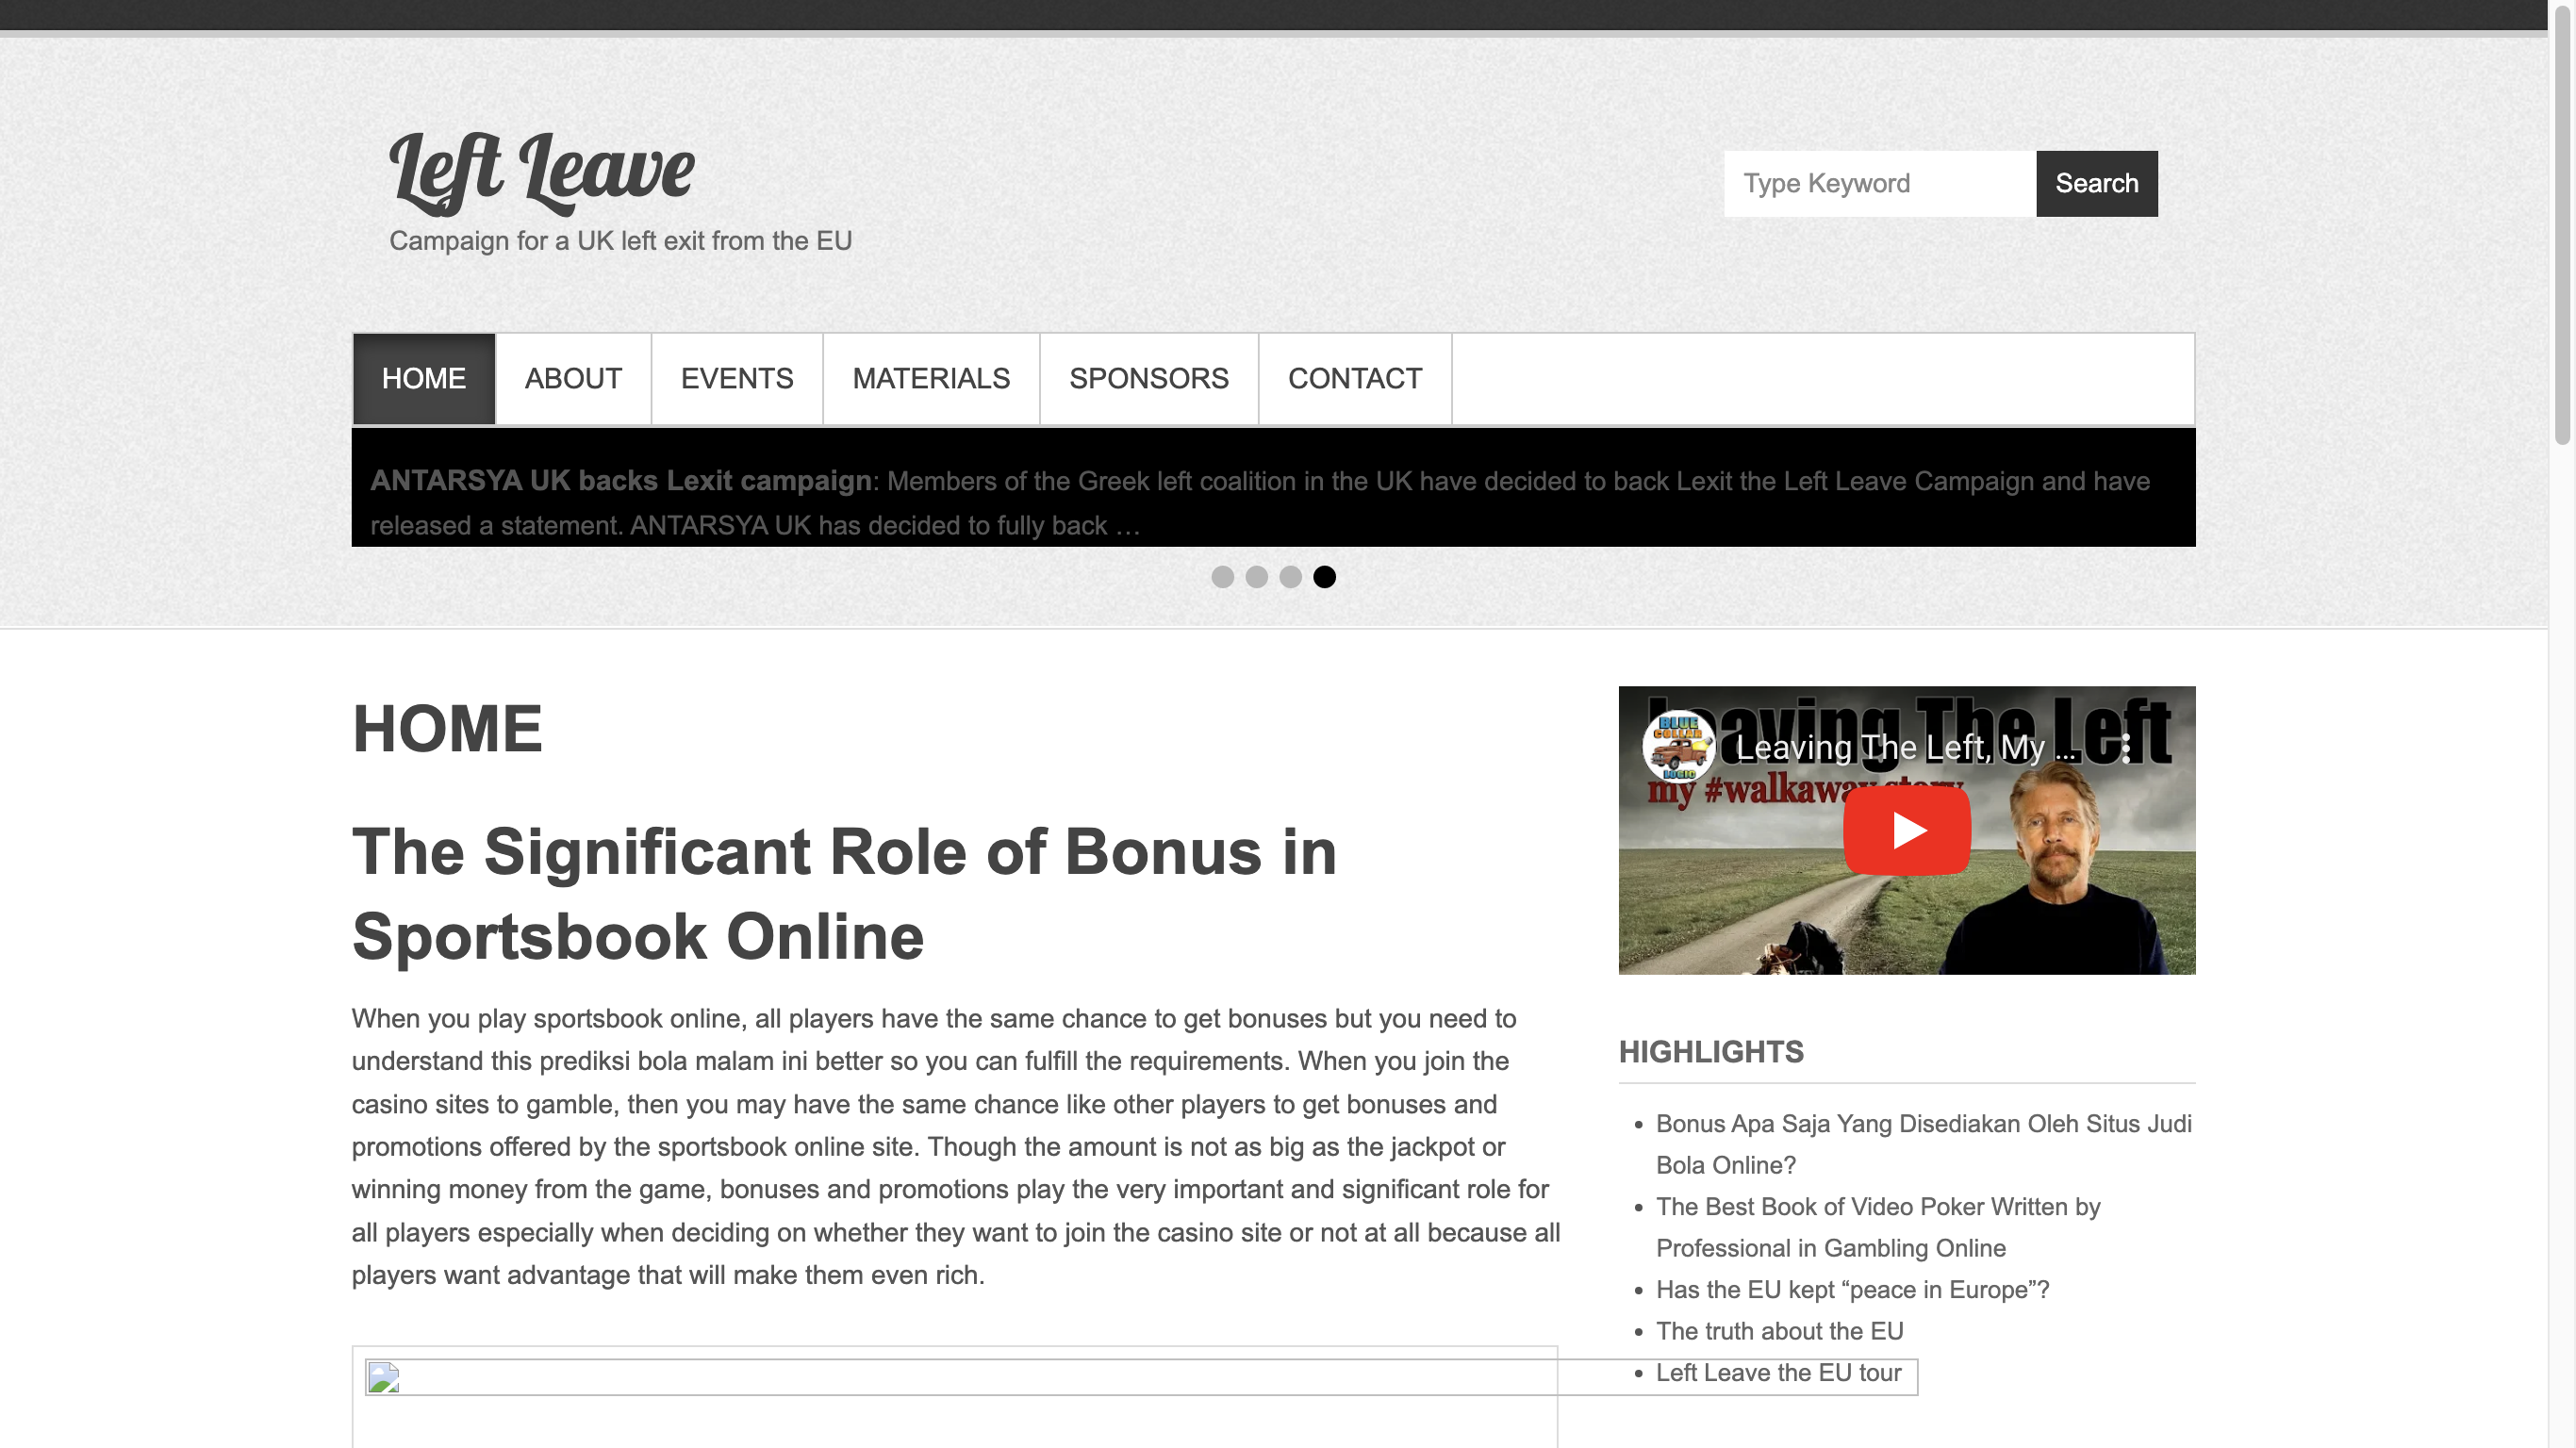 Left Leave
Campaign for a UK left exit from the EU
Type Keyword
Search
HOME
ABOUT
EVENTS
MATERIALS
SPONSORS
CONTACT
ANTARSYA UK backs Lexit campaign: Members of the Greek left coalition in the UK have decided to back Lexit the Left Leave Campaign and have
released a statement. ANTARSYA UK has decided to fully back …
HOME
The Significant Role of Bonus in
Sportsbook Online
When you play sportsbook online, all players have the same chance to get bonuses but you need to
understand this prediksi bola malam ini better so you can fulfill the requirements. When you join the
casino sites to gamble, then you may have the same chance like other players to get bonuses and
promotions offered by the sportsbook online site. Though the amount is not as big as the jackpot or
winning money from the game, bonuses and promotions play the very important and significant role for
all players especially when deciding on whether they want to join the casino site or not at all because all
players want advantage that will make them even rich.
Leaving The Left
BLUE
COLLAR
LOGIC
Leaving The Left, My ...
my #walkaway story
HIGHLIGHTS
Bonus Apa Saja Yang Disediakan Oleh Situs Judi
Bola Online?
The Best Book of Video Poker Written by
Professional in Gambling Online
Has the EU kept “peace in Europe”?
The truth about the EU
Left Leave the EU tour